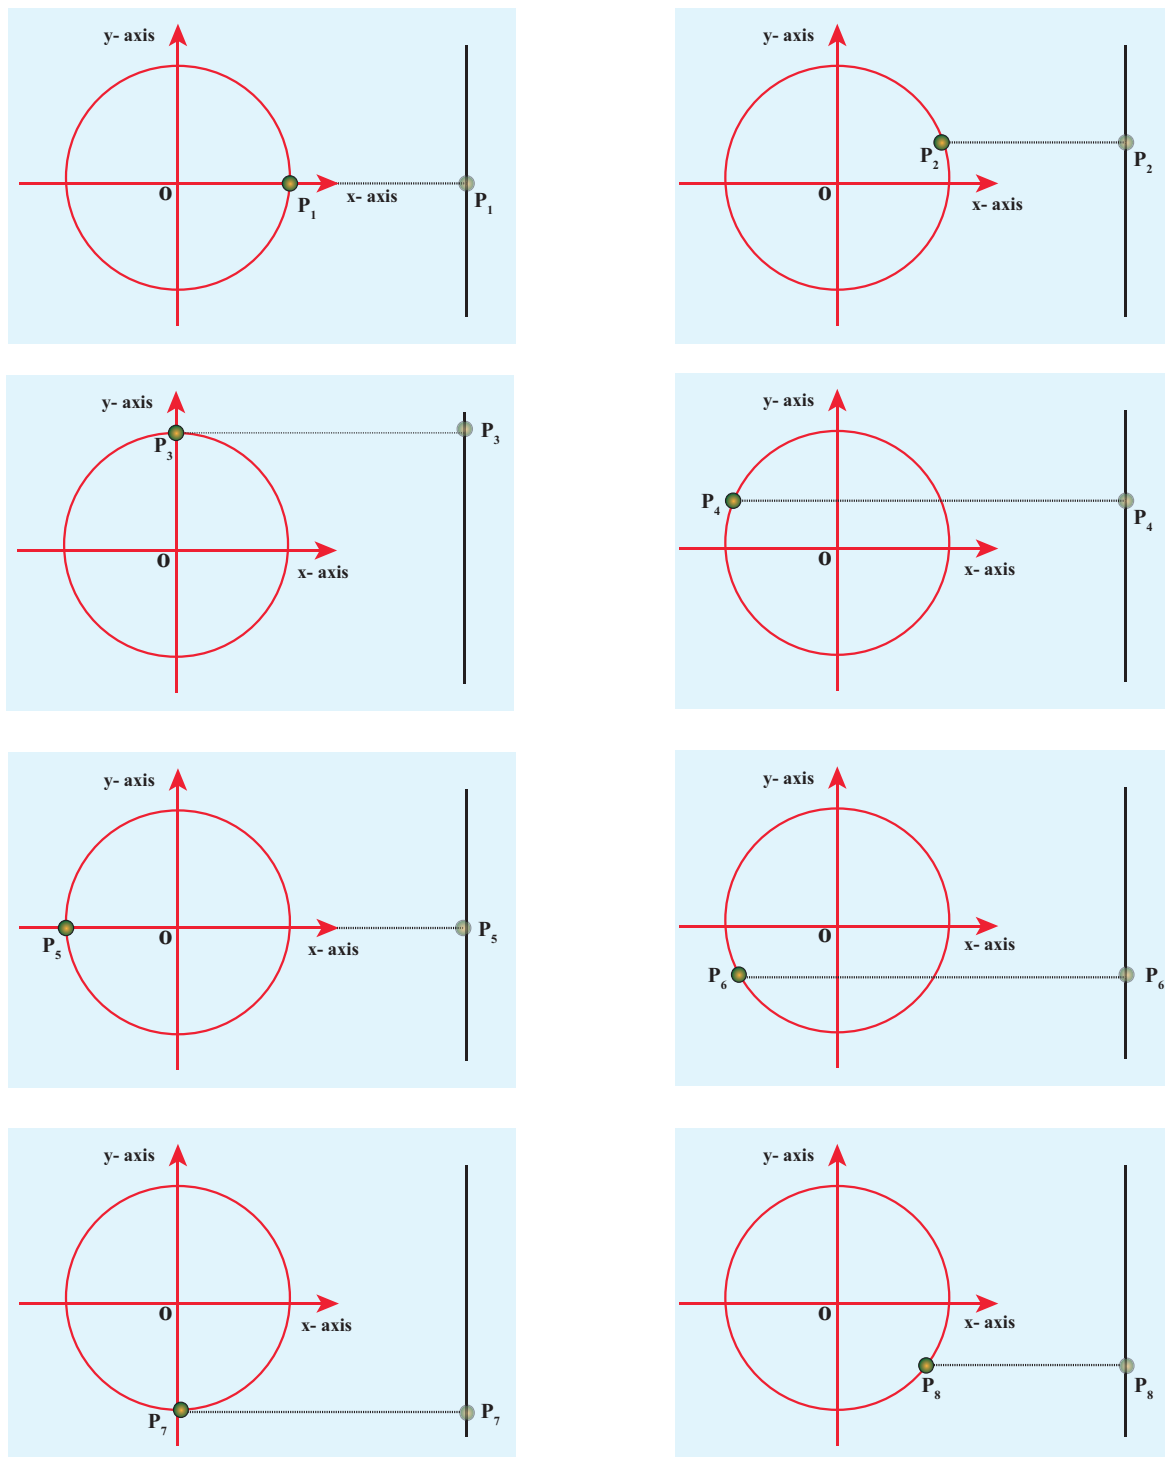 y- axis
O
P1
x- axis
P1
y- axis
P2
P2
O
x- axis
y- axis
P3
P3
O
x- axis
y- axis
P4
P4
O
x- axis
y- axis
P5
O
P5
x- axis
y- axis
O
x- axis
P6
P6
y- axis
O
x- axis
P7
P7
y- axis
O
x- axis
P8
P8